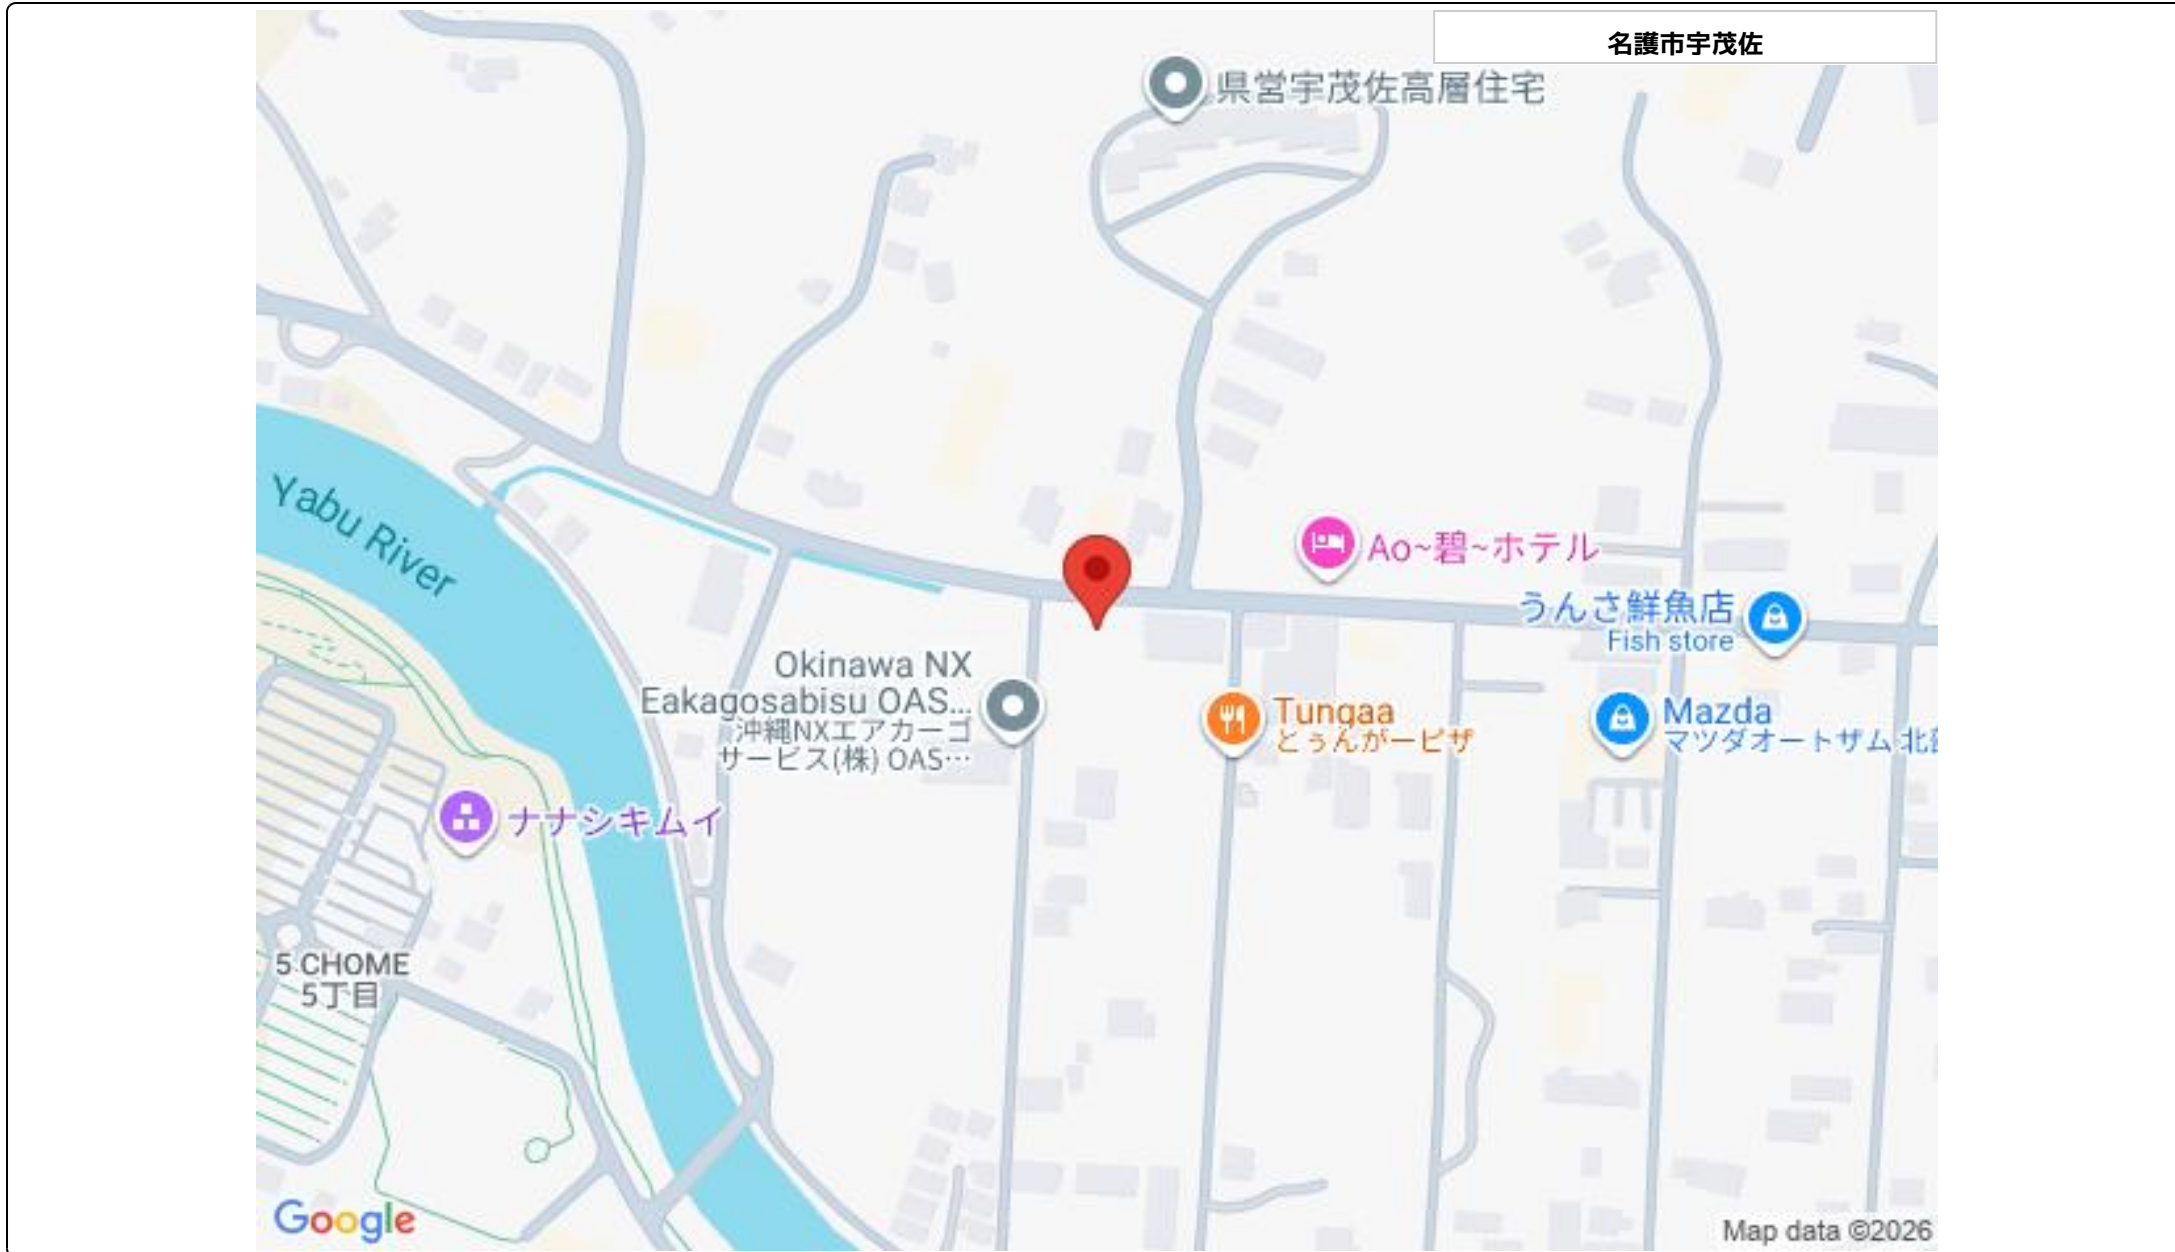 名護市宇茂佐
県営宇茂佐高層住宅
Yabu River
Ao~碧~ホテル
うんさ鮮魚店
Fish store
Okinawa NX
Eakagosabisu OAS...
沖縄NXエアカーゴ
サービス(株) OAS…
Tungaa
とぅんがーピザ
Mazda
マツダオートザム 北
ナナシキムイ
5 CHOME
5丁目
Google
Map data ©2026